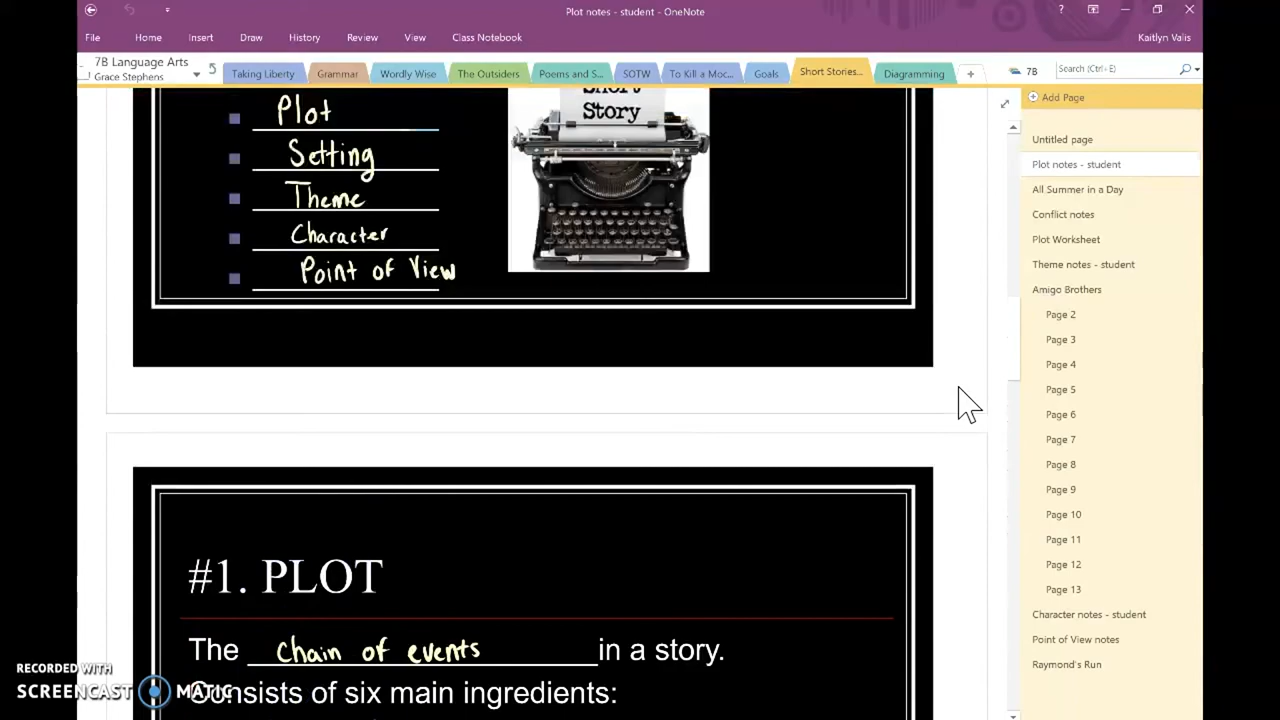 Plot notes - student - OneNote
?
File Home Insert Draw History Review View Class Notebook
Kaitlyn Valis
7B Language Arts
Grace Stephens
Taking Liberty Grammar Wordly Wise The Outsiders Poems and S... SOTW To Kill a Moc... Goals Short Stories... Diagramming
7B
Search (Ctrl+E)
Short
Story
Plot
Setting
Theme
Character
Point of View
#1. PLOT
The chain of events in a story.
Consists of six main ingredients:
Add Page
Untitled page
Plot notes - student
All Summer in a Day
Conflict notes
Plot Worksheet
Theme notes - student
Amigo Brothers
Page 2
Page 3
Page 4
Page 5
Page 6
Page 7
Page 8
Page 9
Page 10
Page 11
Page 12
Page 13
Character notes - student
Point of View notes
Raymond's Run
RECORDED WITH
SCREENCAST MATIC